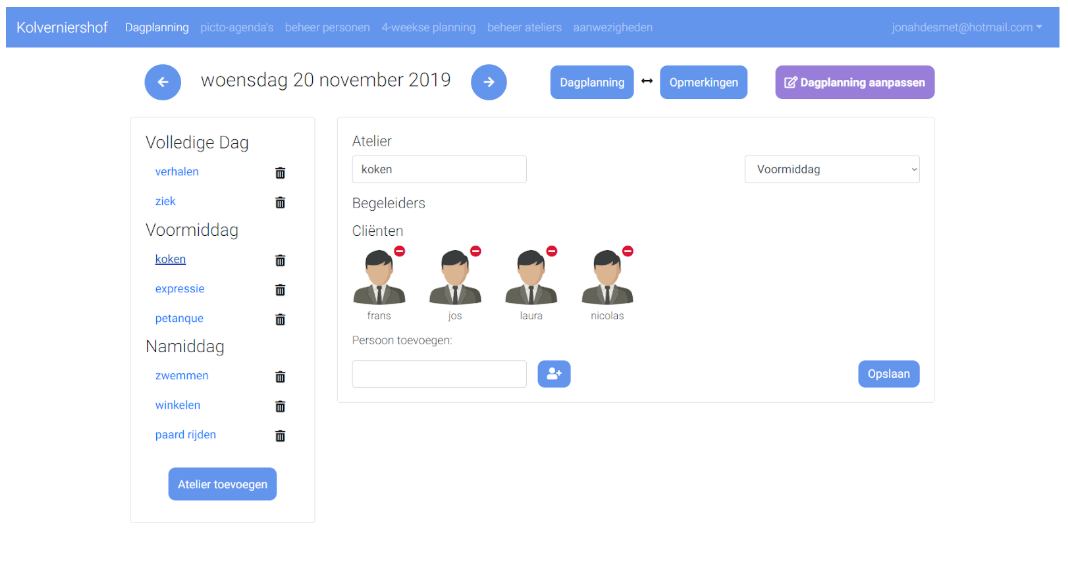 Kolverniershof Dagplanning picto-agenda's beheer personen 4-weekse planning beheer ateliers aanwezigheden jonahdesmet@hotmail.com
woensdag 20 november 2019 Dagplanning Opmerkingen Dagplanning aanpassen
Volledige Dag
verhalen
ziek
Voormiddag
koken
expressie
petanque
Namiddag
zwemmen
winkelen
paard rijden
Atelier toevoegen
Atelier
koken Voormiddag
Begeleiders
Cliënten
frans jos laura nicolas
Persoon toevoegen:
Opslaan